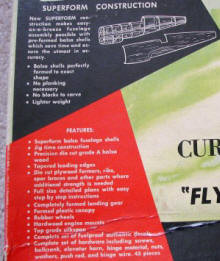 SUPERFORM CONSTRUCTION
New SUPERFORM con-
struction makes easy-
as-a-breeze fuselage
assembly possible with
pre-formed balsa shells
which save time and as-
sure the utmost in ac-
curacy.
• Balsa shells perfectly
formed to exact
shape
• No planking
necessary
• No blocks to carve
• Lighter weight
FEATURES:
• Superform balsa fuselage shells
• Jig time construction
• Precision die cut grade A balsa
wood
• Tapered leading edges
• Die cut plywood formers, ribs,
spar braces and other parts where
additional strength is needed
• Full size detailed plans with easy
step by step instructions
• Completely formed landing gear
• Formed plastic canopy
• Rubber wheels
• Hardwood engine mounts
• Top grade silkspan
• Complete set of fuelproof authentic decals
• Complete set of hardware including screws,
bellcrank, elevator horn, hinge material, nuts,
washers, push rod, and hinge wire. 45 pieces
CUR
"FLY